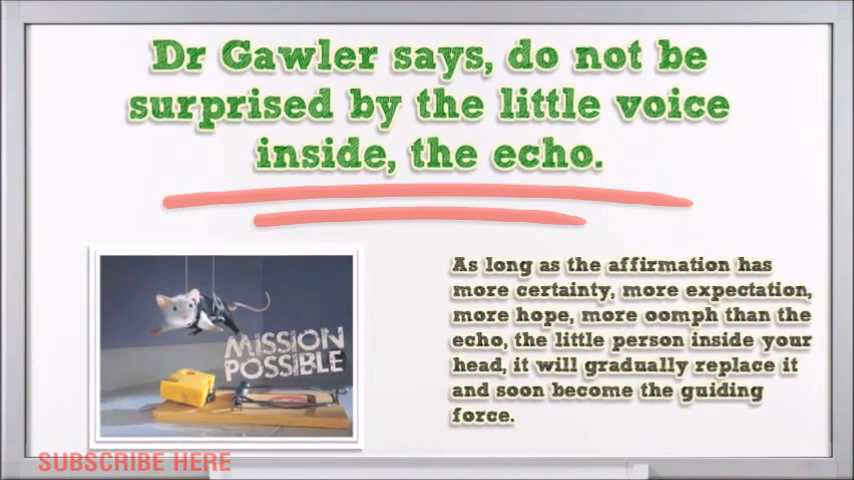 Dr Gawler says, do not be
surprised by the little voice
inside, the echo.
MISSION
POSSIBLE
As long as the affirmation has
more certainty, more expectation,
more hope, more oomph than the
echo, the little person inside your
head, it will gradually replace it
and soon become the guiding
force.
SUBSCRIBE HERE